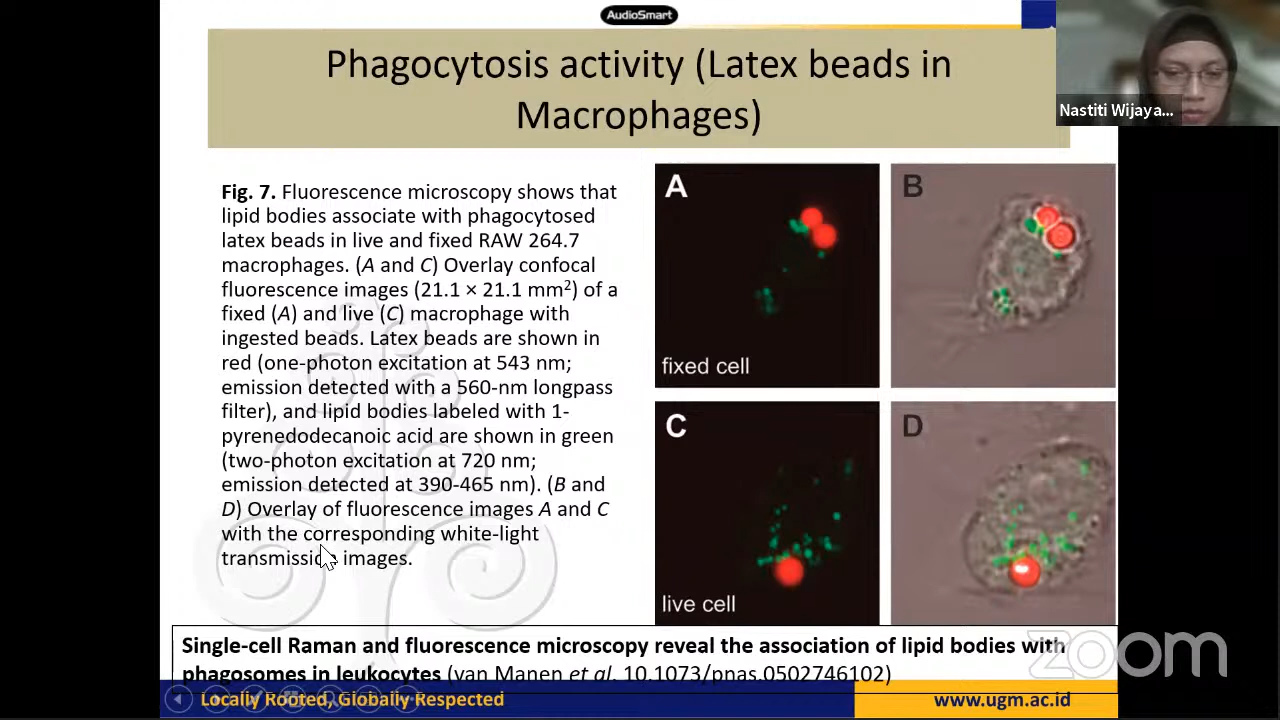 AudioSmart
Phagocytosis activity (Latex beads in
Macrophages)
Nastiti Wijaya...
Fig. 7. Fluorescence microscopy shows that
lipid bodies associate with phagocytosed
latex beads in live and fixed RAW 264.7
macrophages. (A and C) Overlay confocal
fluorescence images (21.1 × 21.1 mm²) of a
fixed (A) and live (C) macrophage with
ingested beads. Latex beads are shown in
red (one-photon excitation at 543 nm;
emission detected with a 560-nm longpass
filter), and lipid bodies labeled with 1-
pyrenedodecanoic acid are shown in green
(two-photon excitation at 720 nm;
emission detected at 390-465 nm). (B and
D) Overlay of fluorescence images A and C
with the corresponding white-light
transmission images.
A
fixed cell
B
C
live cell
D
Single-cell Raman and fluorescence microscopy reveal the association of lipid bodies with
phagosomes in leukocytes (van Manen et al. 10.1073/pnas.0502746102)
zoom
Locally Rooted, Globally Respected
www.ugm.ac.id